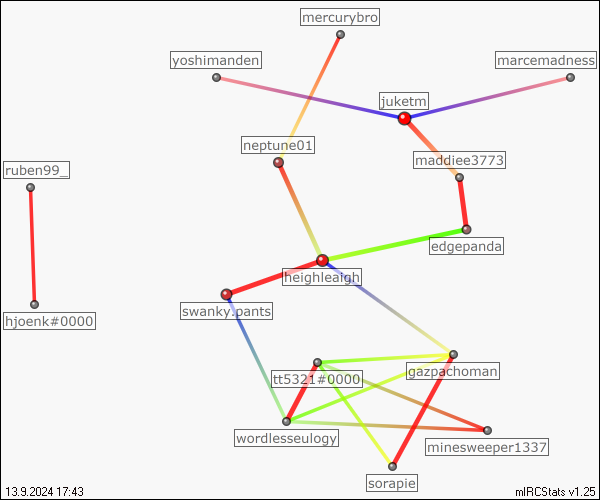 mercurybro
yoshimanden
marcemadness
juketm
neptune01
maddiee3773
ruben99_
edgepanda
heighleaigh
swanky.pants
hjoenk#0000
gazpachoman
tt5321#0000
wordlesseulogy
minesweeper1337
sorapie
13.9.2024 17:43
mIRCStats v1.25